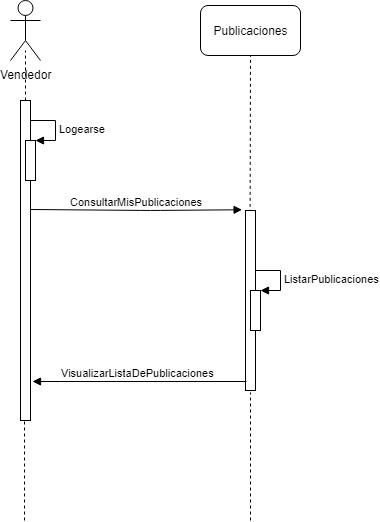 Publicaciones
Vendedor
Logearse
ConsultarMisPublicaciones
ListarPublicaciones
VisualizarListaDePublicaciones